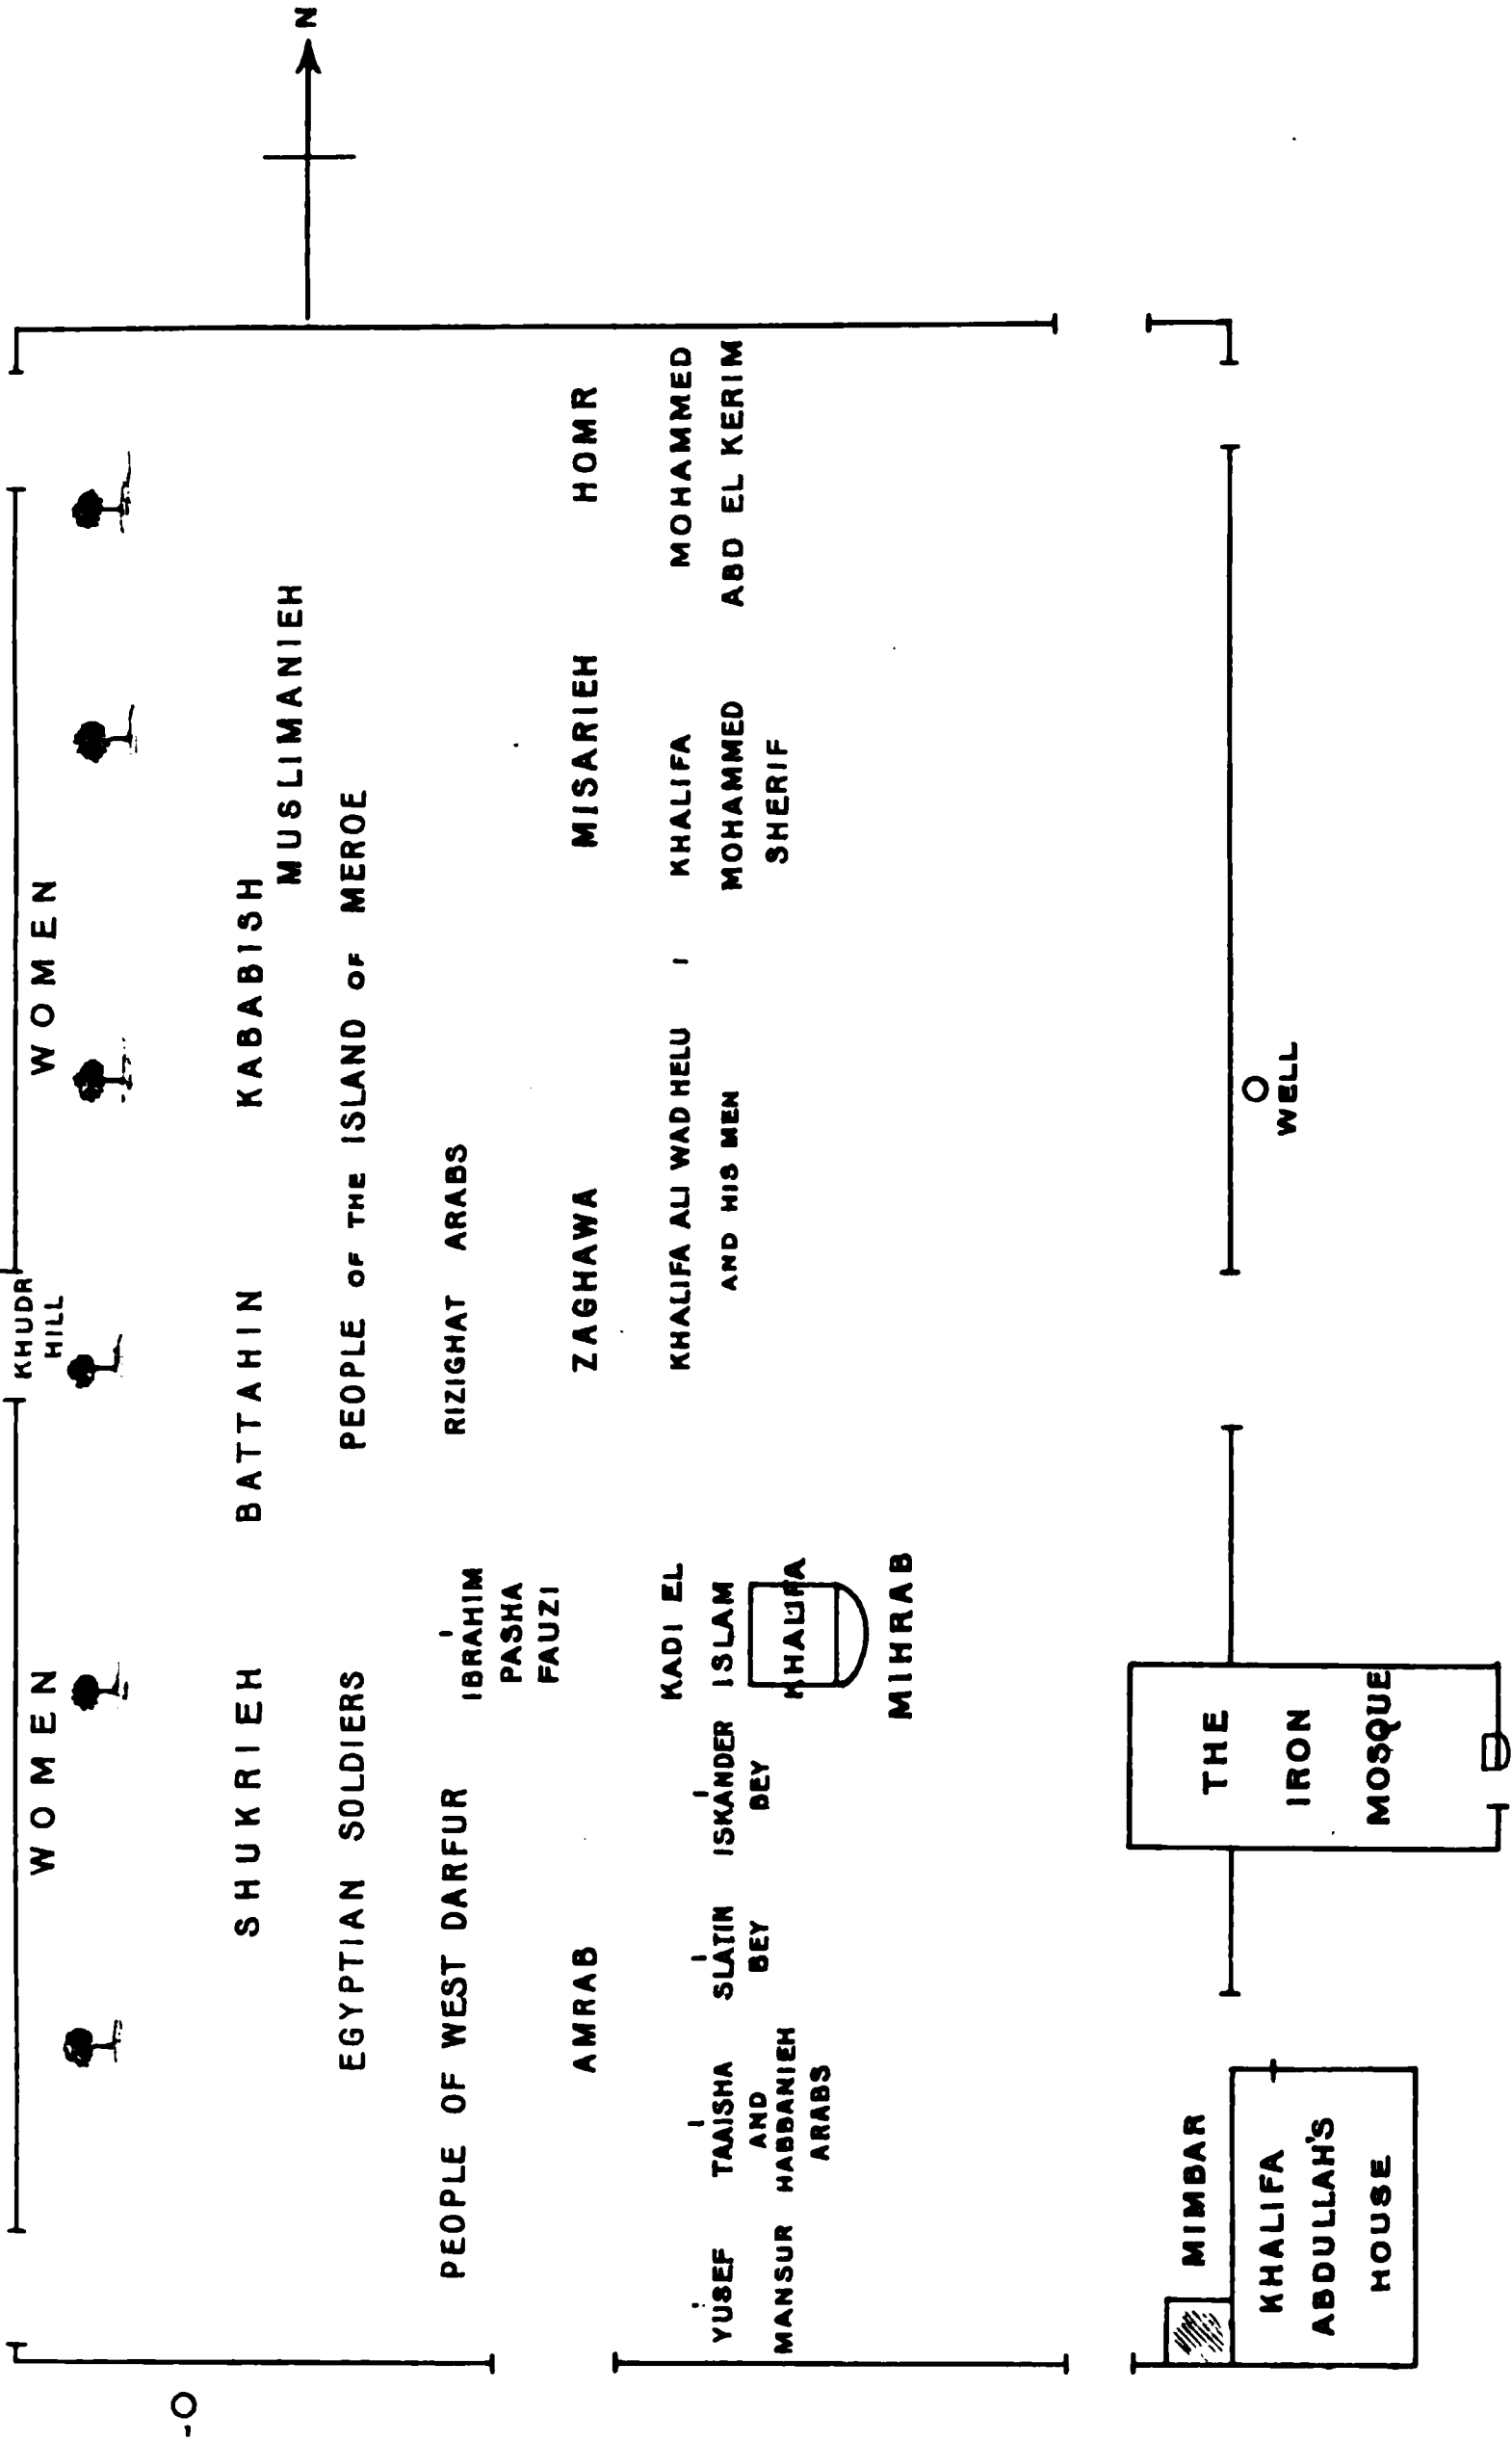 N
KHUDR
HILL
WOMEN
WOMEN
SHUKRIEH
BATTAHIN
KABABISH
MUSLIMANIEH
EGYPTIAN SOLDIERS
PEOPLE OF THE ISLAND OF MEROE
PEOPLE OF WEST DARFUR
IBRAHIM
PASHA
FAUZI
RIZIGHAT ARABS
AMRAB
ZAGHAWA
MISARIEH
HOMR
YUSEF
MANSUR
TAAISHA
AND
HABBANIEH
ARABS
SLATIN
BEY
ISKANDER
BEY
KADI EL
ISLAM
KHALIFA
MIHRAB
KHALIFA ALI WAD HELU
AND HIS MEN
KHALIFA
MOHAMMED
SHERIF
MOHAMMED
ABD EL KERIM
MIMBAR
KHALIFA
ABDULLAH'S
HOUSE
THE
IRON
MOSQUE
WELL